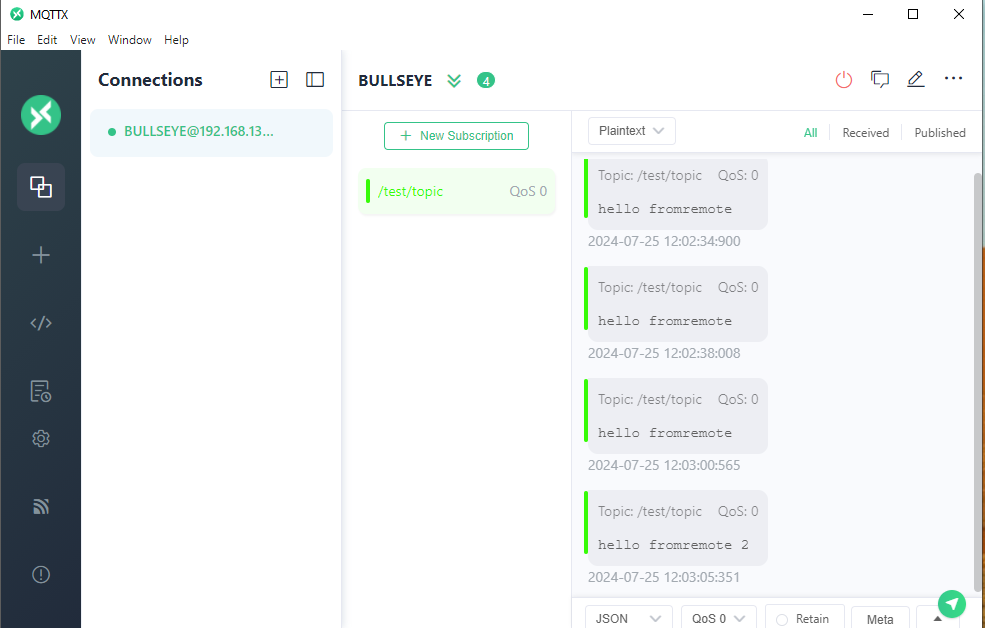 MQTTX
File Edit View Window Help
Connections
BULLSEYE@192.168.13...
BULLSEYE 4
+ New Subscription
/test/topic QoS 0
Plaintext All Received Published
Topic: /test/topic QoS: 0
hello fromremote
2024-07-25 12:02:34:900
Topic: /test/topic QoS: 0
hello fromremote
2024-07-25 12:02:38:008
Topic: /test/topic QoS: 0
hello fromremote
2024-07-25 12:03:00:565
Topic: /test/topic QoS: 0
hello fromremote 2
2024-07-25 12:03:05:351
JSON QoS 0 Retain Meta